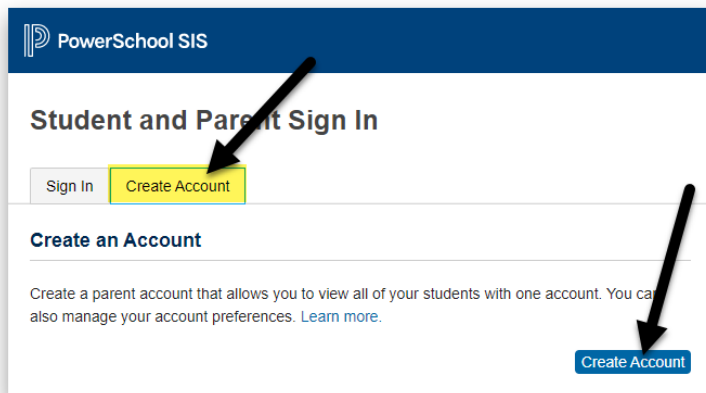 PowerSchool SIS
Student and Parent Sign In
Sign In
Create Account
Create an Account
Create a parent account that allows you to view all of your students with one account. You can
also manage your account preferences. Learn more.
Create Account